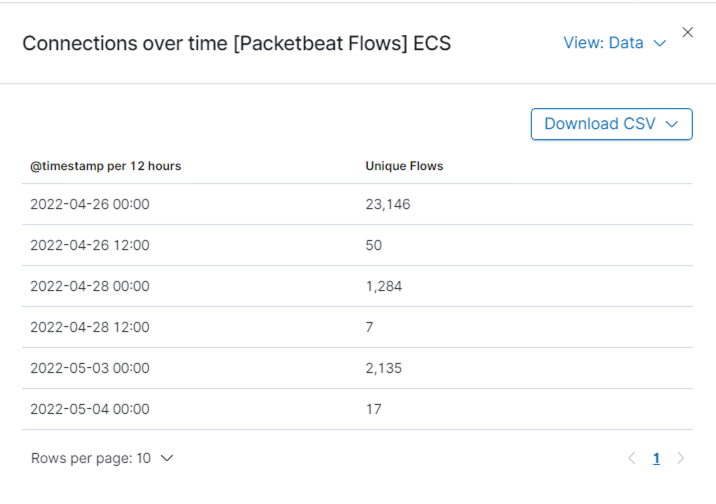 Connections over time [Packetbeat Flows] ECS
View: Data
Download CSV
@timestamp per 12 hours Unique Flows
2022-04-26 00:00 23,146
2022-04-26 12:00 50
2022-04-28 00:00 1,284
2022-04-28 12:00 7
2022-05-03 00:00 2,135
2022-05-04 00:00 17
Rows per page: 10 1